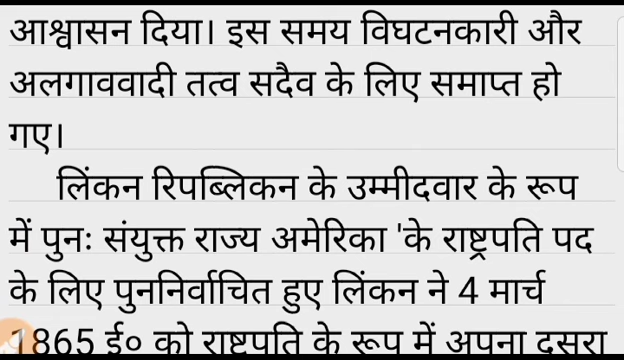 आश्वासन दिया। इस समय विघटनकारी और
अलगाववादी तत्व सदैव के लिए समाप्त हो
गए।
लिंकन रिपब्लिकन के उम्मीदवार के रूप
में पुनः संयुक्त राज्य अमेरिका 'के राष्ट्रपति पद
के लिए पुननिर्वाचित हुए लिंकन ने 4 मार्च
1865 ई० को राष्ट्रपति के रूप में अपना दूसरा